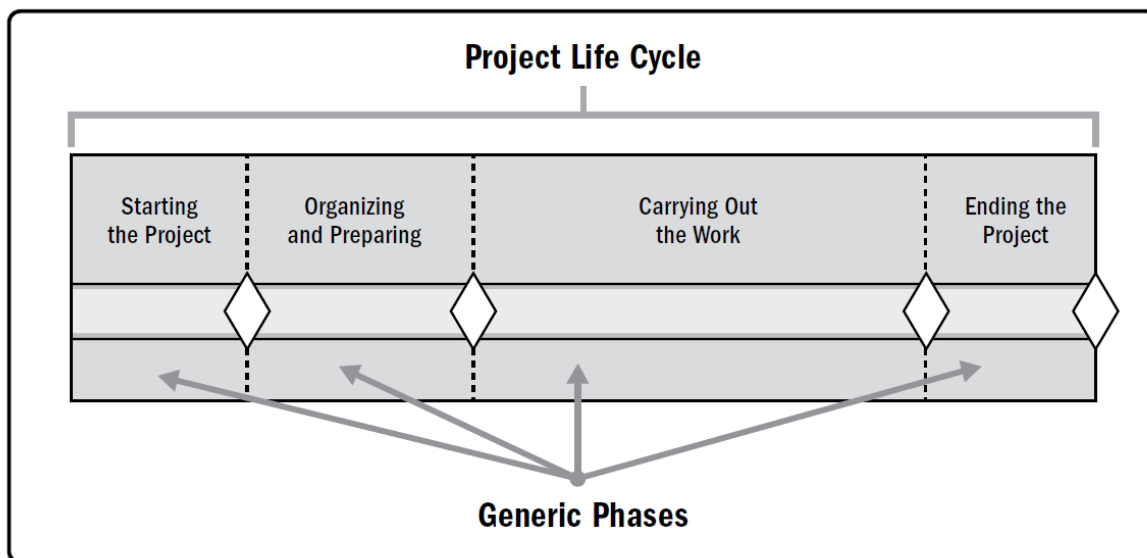 Project Life Cycle
Starting
the Project
Organizing
and Preparing
Carrying Out
the Work
Ending the
Project
Generic Phases